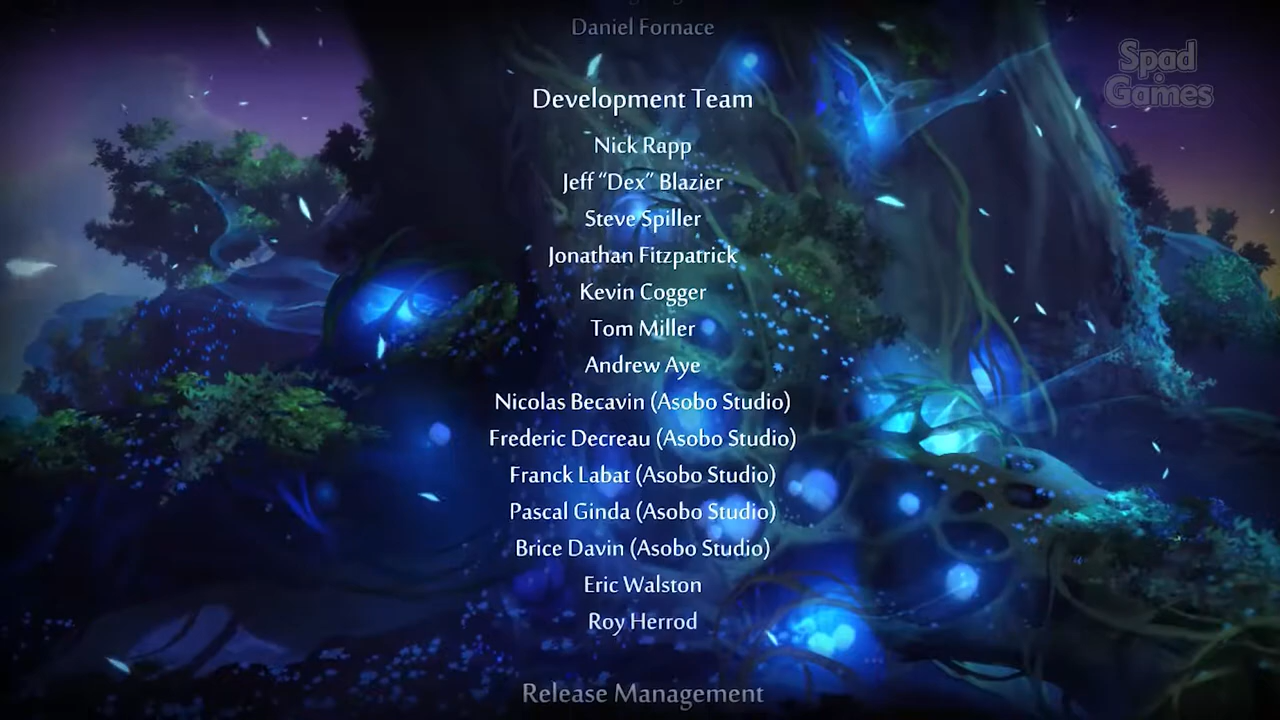 Daniel Fornace
Development Team
Nick Rapp
Jeff “Dex” Blazier
Steve Spiller
Jonathan Fitzpatrick
Kevin Cogger
Tom Miller
Andrew Aye
Nicolas Becavin (Asobo Studio)
Frederic Decreau (Asobo Studio)
Franck Labat (Asobo Studio)
Pascal Ginda (Asobo Studio)
Brice Davin (Asobo Studio)
Eric Walston
Roy Herrod
Release Management
Spad
Games